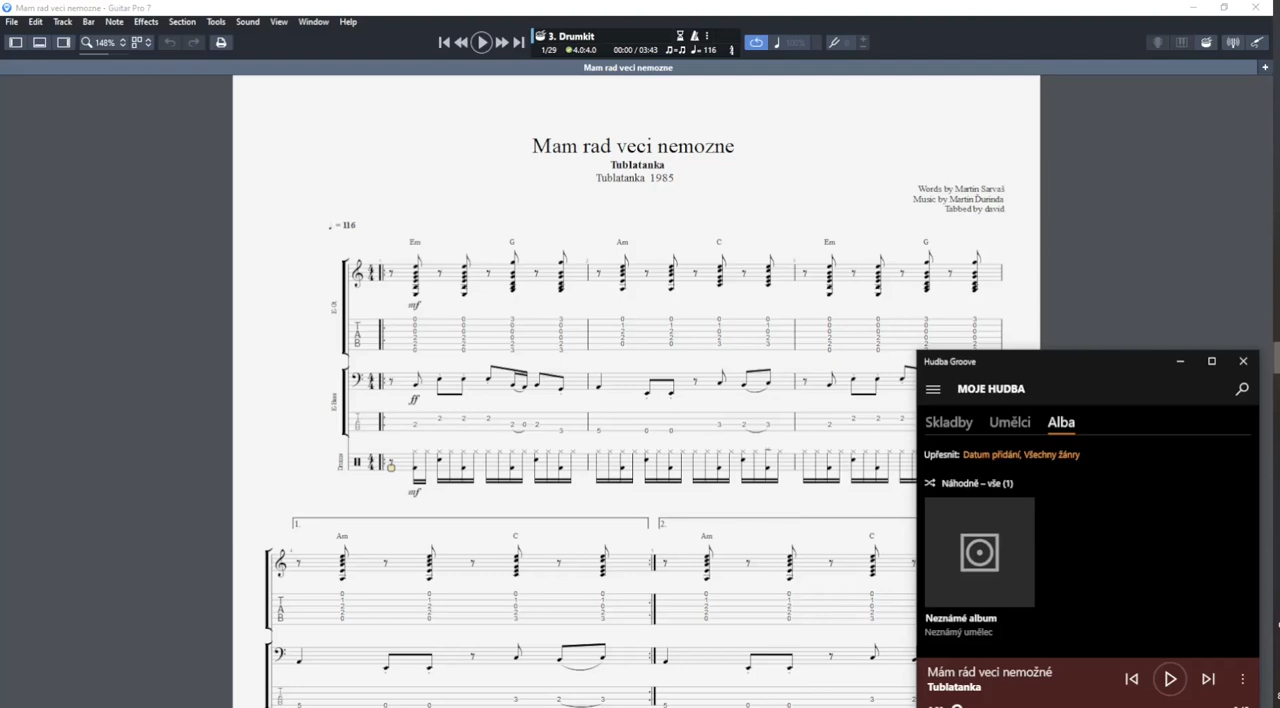 Mam rad veci nemozne - Guitar Pro 7
File Edit Track Bar Note Effects Section Tools Sound View Window Help
148%
3. Drumkit
1/29 4.0:4.0 00:00 / 03:43 = 116
100%
0
Mam rad veci nemozne
Mam rad veci nemozne
Tublatanka
Tublatanka 1985
Words by Martin Sarvaš
Music by Martin Ďurinda
Tabbed by david
= 116
Em G Am C Em G
mf
ff
E-Bass
Drums
mf
1. 2.
Am C Am C
Hudba Groove
MOJE HUDBA
Skladby Umělci Alba
Upřesnit: Datum přidání, Všechny žánry
Náhodně – vše (1)
Neznámé album
Neznámý umělec
Mám rád veci nemožné
Tublatanka